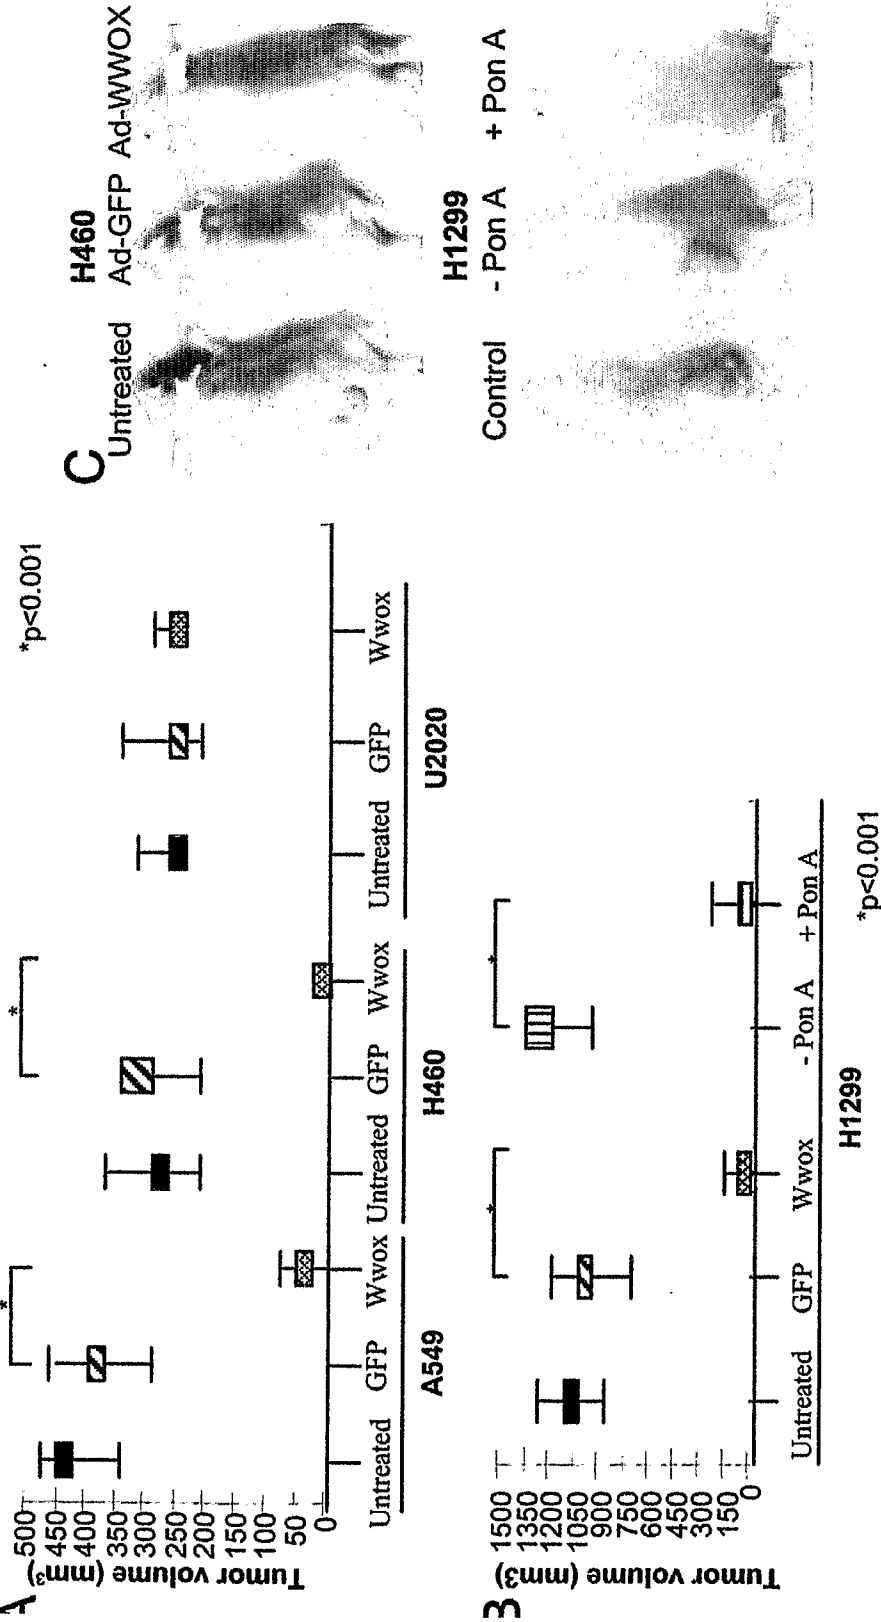 A
*p<0.001
Tumor volume (mm³)
500
450
400
350
300
250
200
150
100
50
0
*
*
Untreated GFP Wwox Untreated GFP Wwox Untreated GFP Wwox
A549 H460 U2020
B
Tumor volume (mm³)
1500
1350
1200
1050
900
750
600
450
300
150
0
*
*
Untreated GFP Wwox - Pon A + Pon A
H1299
*p<0.001
C
H460
Untreated Ad-GFP Ad-WWOX
H1299
Control - Pon A + Pon A